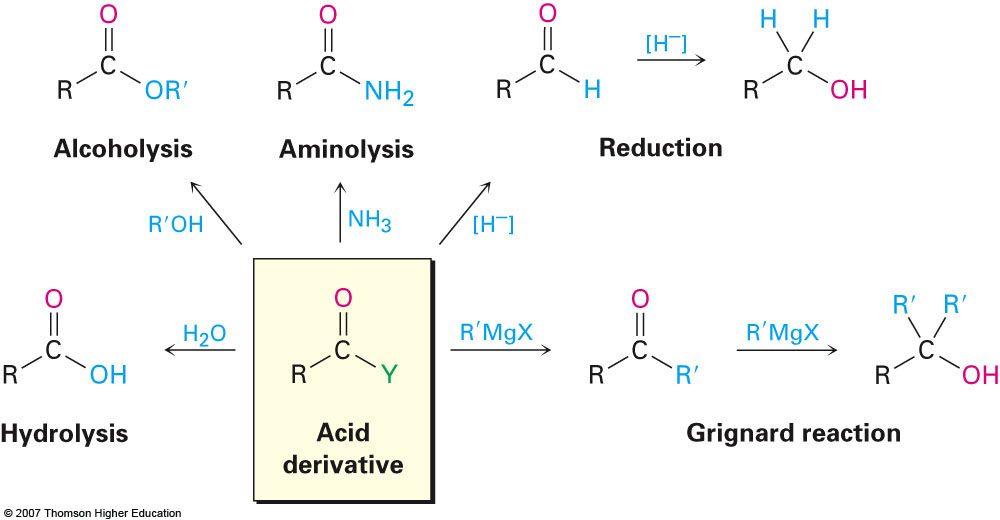 O O O H H
[H⁻]
C C C C
R OR′ R NH₂ R H R OH
Alcoholysis Aminolysis Reduction
R′OH NH₃ [H⁻]
O O O R′ R′
H₂O R′MgX R′MgX
C C C C
R OH R Y R R′ R OH
Hydrolysis Acid Grignard reaction
derivative
© 2007 Thomson Higher Education